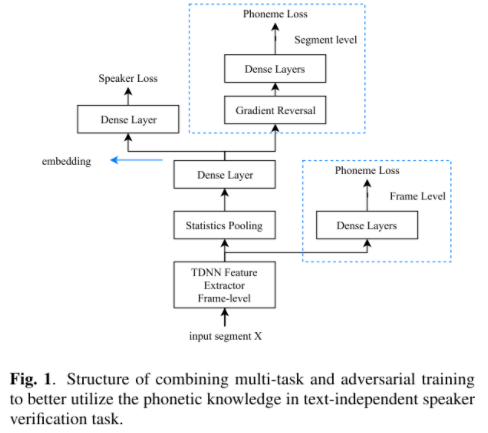 Phoneme Loss
Segment level
Dense Layers
Speaker Loss
Gradient Reversal
Dense Layer
embedding
Dense Layer
Phoneme Loss
Frame Level
Statistics Pooling
Dense Layers
TDNN Feature
Extractor
Frame-level
input segment X
Fig. 1. Structure of combining multi-task and adversarial training
to better utilize the phonetic knowledge in text-independent speaker
verification task.